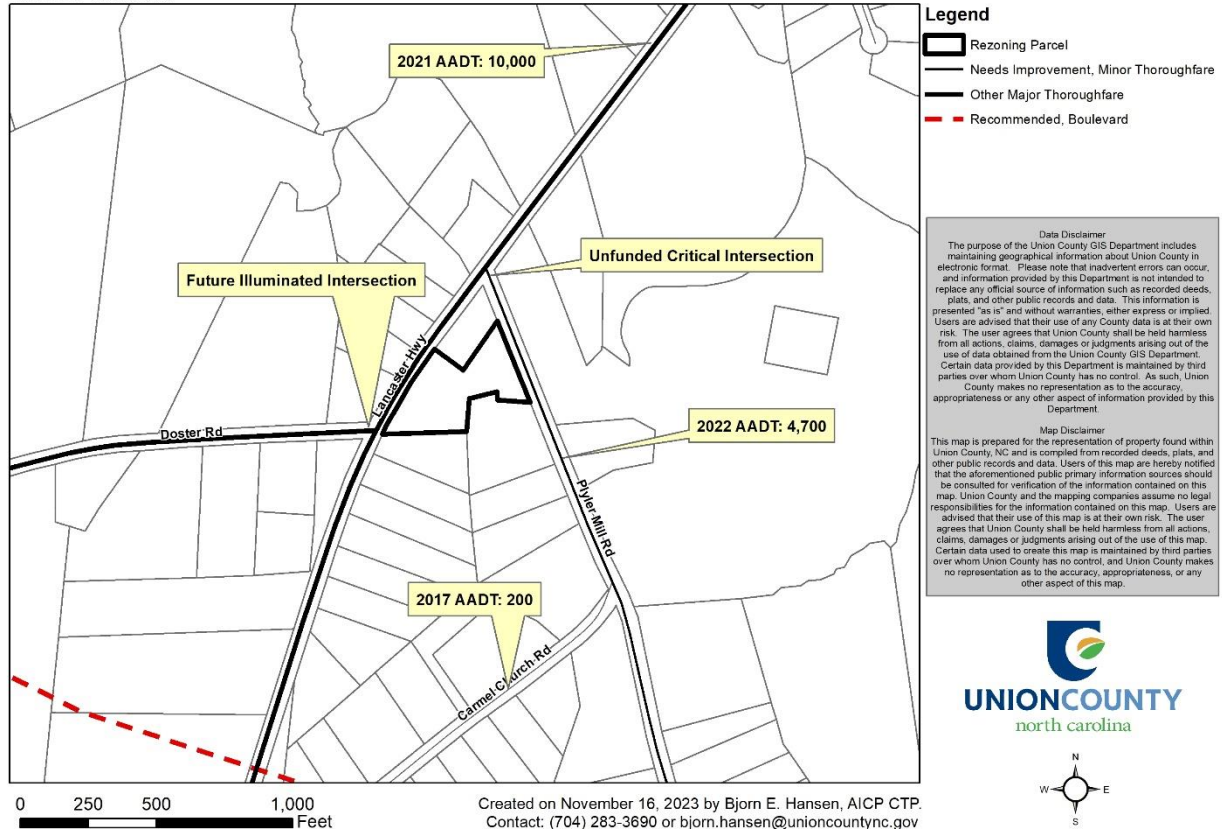 2021 AADT: 10,000
Unfunded Critical Intersection
Future Illuminated Intersection
Lancaster Hwy
Doster Rd
2022 AADT: 4,700
Plyler Mill Rd
2017 AADT: 200
Carmel Church Rd
Legend
Rezoning Parcel
Needs Improvement, Minor Thoroughfare
Other Major Thoroughfare
Recommended, Boulevard
Data Disclaimer
The purpose of the Union County GIS Department includes
maintaining geographical information about Union County in
electronic format. Please note that inadvertent errors can occur,
and information provided by this Department is not intended to
replace any official source of information such as recorded deeds,
plats, and other public records and data. This information is
presented "as is" and without warranties, either express or implied.
Users are advised that their use of any County data is at their own
risk. The user agrees that Union County shall be held harmless
from all actions, claims, damages or judgments arising out of the
use of data obtained from the Union County GIS Department.
Certain data provided by this Department is maintained by third
parties over whom Union County has no control. As such, Union
County makes no representation as to the accuracy,
appropriateness or any other aspect of information provided by this
Department.
Map Disclaimer
This map is prepared for the representation of property found within
Union County, NC and is compiled from recorded deeds, plats, and
other public records and data. Users of this map are hereby notified
that the aforementioned public primary information sources should
be consulted for verification of the information contained on this
map. Union County and the mapping companies assume no legal
responsibilities for the information contained on this map. Users are
advised that their use of this map is at their own risk. The user
agrees that Union County shall be held harmless from all actions,
claims, damages or judgments arising out of the use of this map.
Certain data used to create this map is maintained by third parties
over whom Union County has no control, and Union County makes
no representation as to the accuracy, appropriateness, or any
other aspect of this map.
UNIONCOUNTY
north carolina
N
W E
S
0 250 500 1,000
Feet
Created on November 16, 2023 by Bjorn E. Hansen, AICP CTP.
Contact: (704) 283-3690 or bjorn.hansen@unioncountync.gov